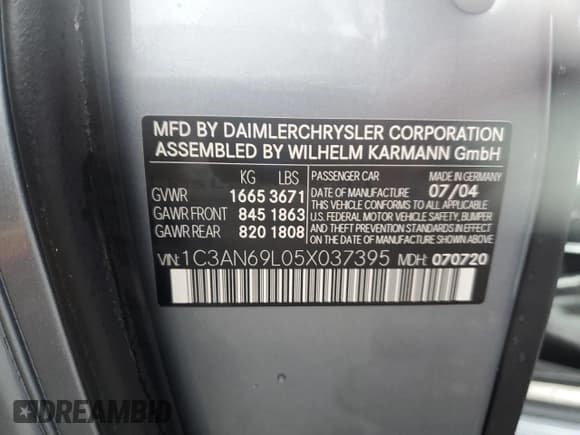 MFD BY DAIMLERCHRYSLER CORPORATION
ASSEMBLED BY WILHELM KARMANN GmbH
KG LBS
GVWR 1665 3671
GAWR FRONT 845 1863
GAWR REAR 820 1808
PASSENGER CAR MADE IN GERMANY
DATE OF MANUFACTURE 07/04
THIS VEHICLE CONFORMS TO ALL APPLICABLE
U.S. FEDERAL MOTOR VEHICLE SAFETY, BUMPER
AND THEFT PREVENTION STANDARDS IN EFFECT
ON THE DATE OF MANUFACTURE SHOWN ABOVE.
VIN: 1C3AN69L05X037395 MDH: 070720
DREAMBID